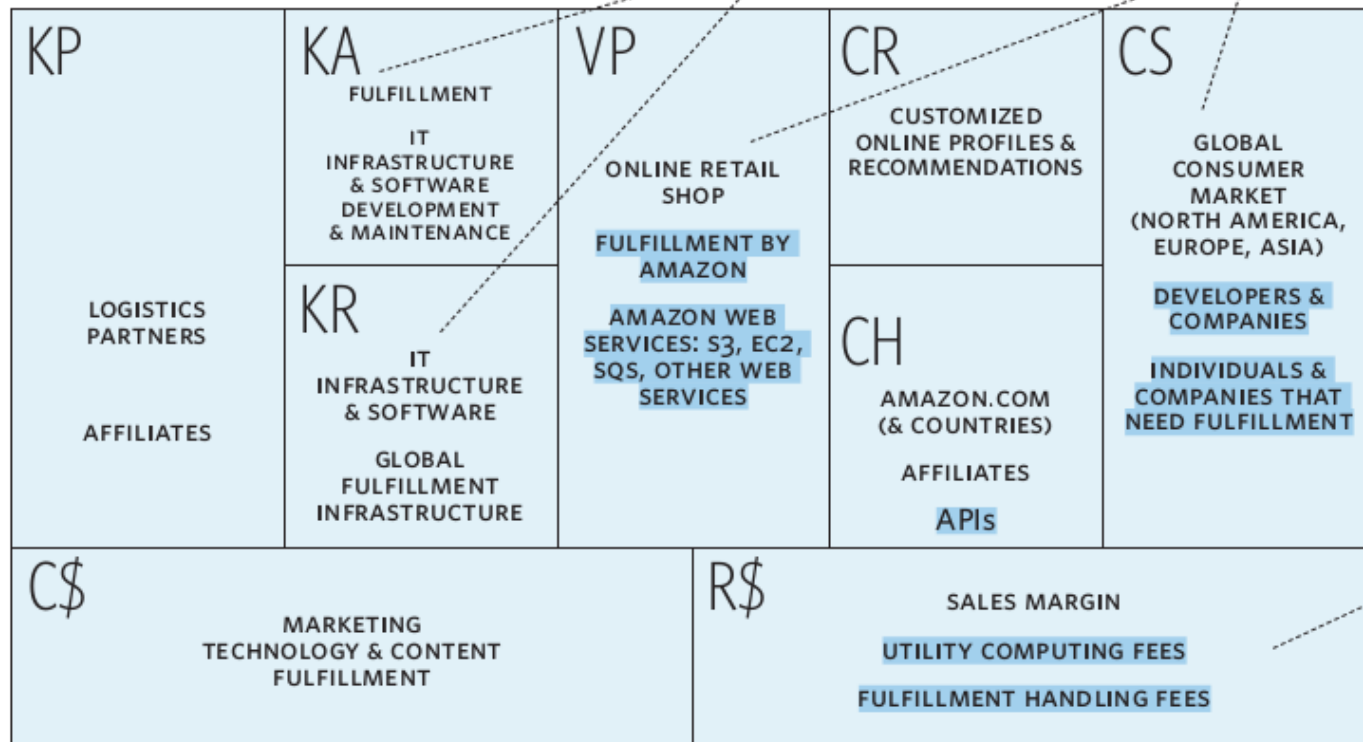 KP
LOGISTICS
PARTNERS
AFFILIATES
KA
FULFILLMENT
IT
INFRASTRUCTURE
& SOFTWARE
DEVELOPMENT
& MAINTENANCE
KR
IT
INFRASTRUCTURE
& SOFTWARE
GLOBAL
FULFILLMENT
INFRASTRUCTURE
VP
ONLINE RETAIL
SHOP
FULFILLMENT BY
AMAZON
AMAZON WEB
SERVICES: S3, EC2,
SQS, OTHER WEB
SERVICES
CR
CUSTOMIZED
ONLINE PROFILES &
RECOMMENDATIONS
CH
AMAZON.COM
(& COUNTRIES)
AFFILIATES
APIs
CS
GLOBAL
CONSUMER
MARKET
(NORTH AMERICA,
EUROPE, ASIA)
DEVELOPERS &
COMPANIES
INDIVIDUALS &
COMPANIES THAT
NEED FULFILLMENT
C$
MARKETING
TECHNOLOGY & CONTENT
FULFILLMENT
R$
SALES MARGIN
UTILITY COMPUTING FEES
FULFILLMENT HANDLING FEES